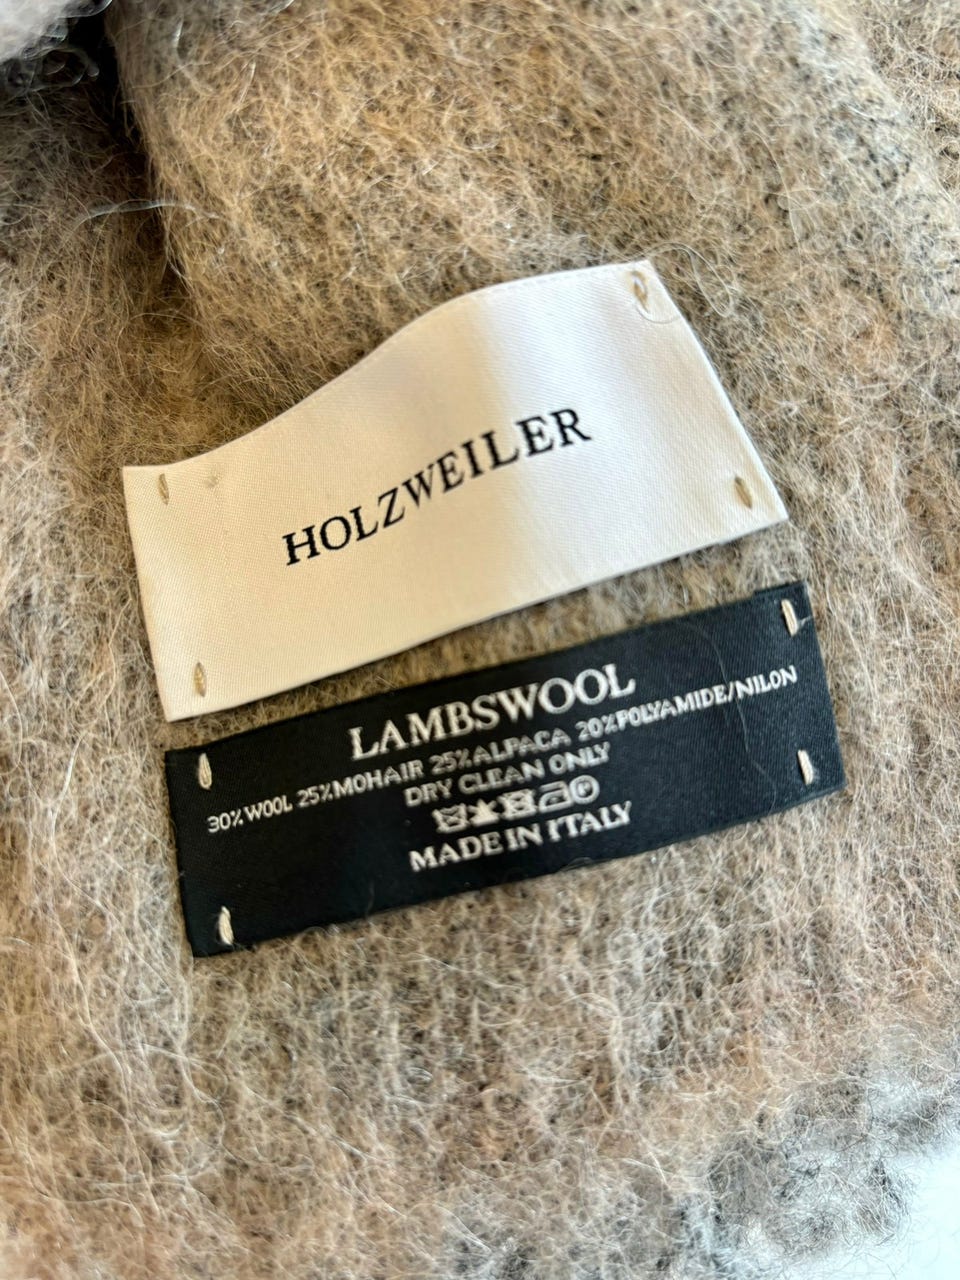 HOLZWEILER
LAMBSWOOL
30%WOOL 25%MOHAIR 25%ALPACA 20%POLYAMIDE/NILON
DRY CLEAN ONLY
MADE IN ITALY